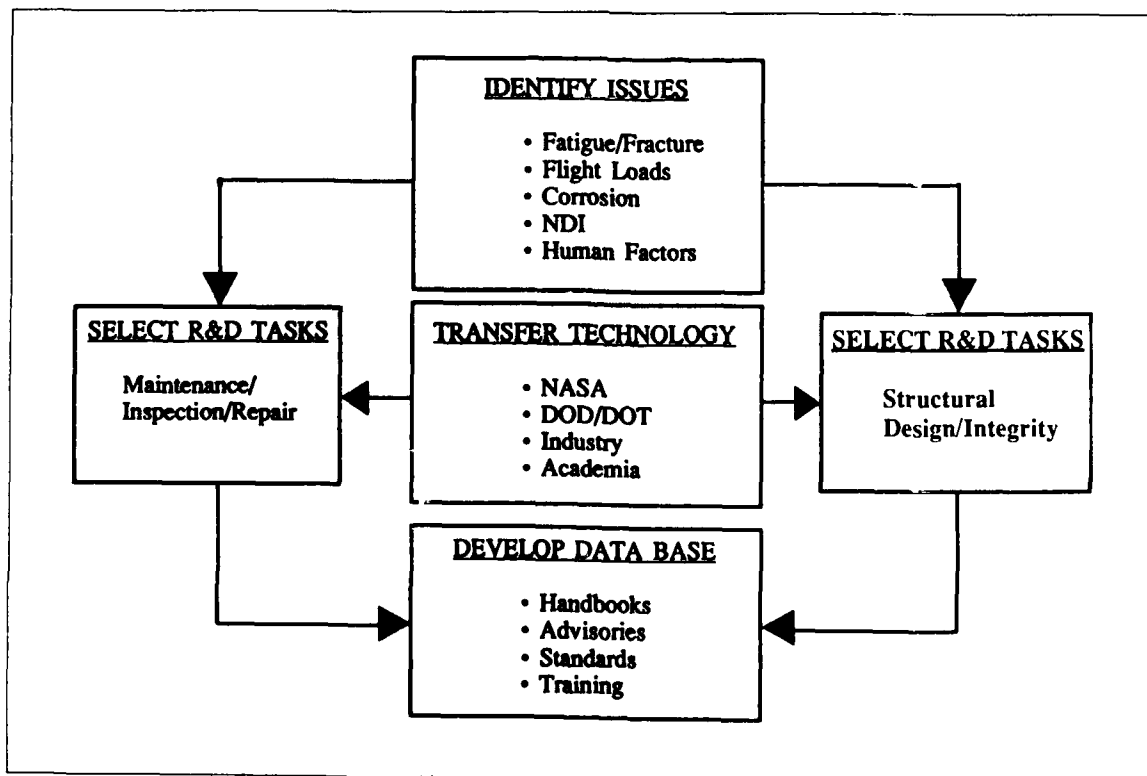 IDENTIFY ISSUES
• Fatigue/Fracture
• Flight Loads
• Corrosion
• NDI
• Human Factors
SELECT R&D TASKS
Maintenance/
Inspection/Repair
TRANSFER TECHNOLOGY
• NASA
• DOD/DOT
• Industry
• Academia
SELECT R&D TASKS
Structural
Design/Integrity
DEVELOP DATA BASE
• Handbooks
• Advisories
• Standards
• Training